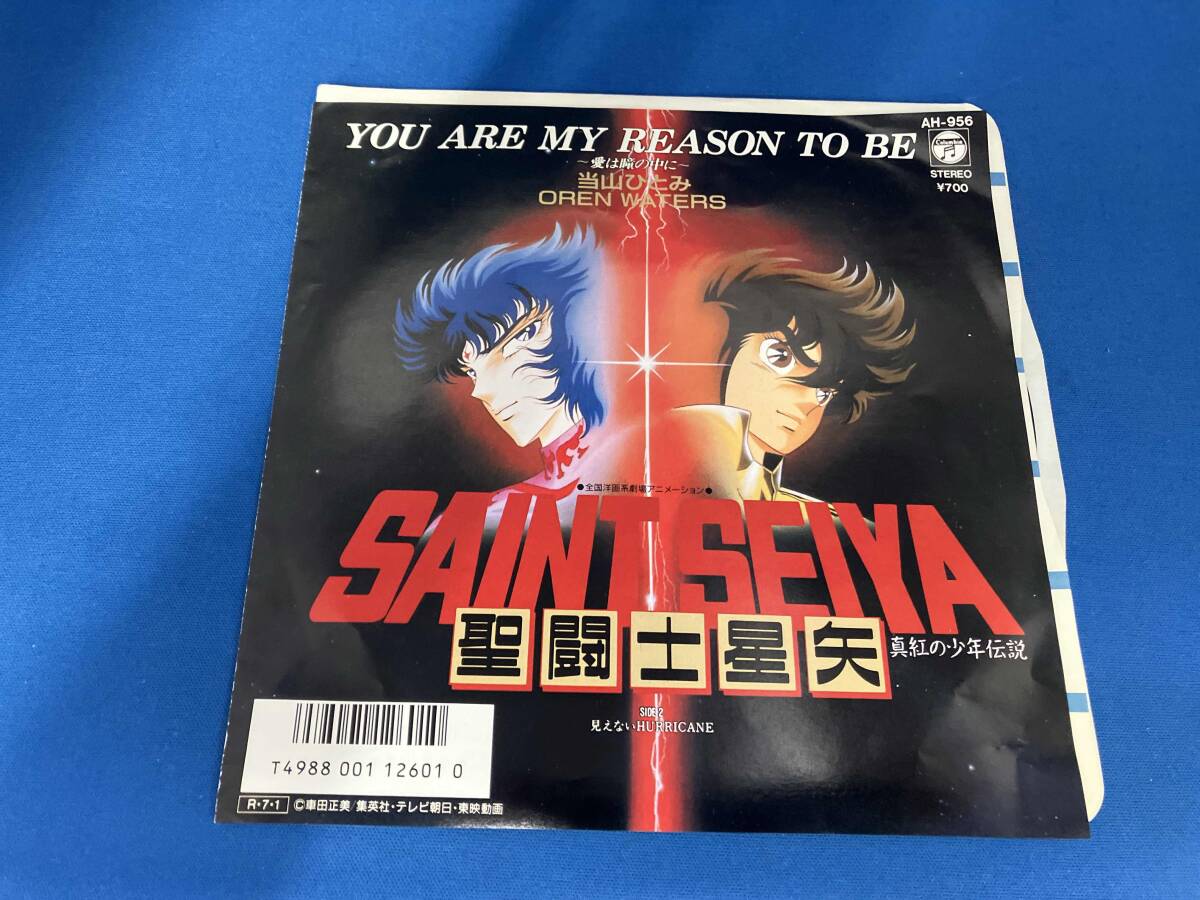 AH-956
YOU ARE MY REASON TO BE
Columbia
~愛は瞳の中に~
STEREO
当山ひとみ
¥700
OREN WATERS
●全国洋画系劇場アニメーション●
SAINT SEIYA
聖闘士星矢
真紅の少年伝説
SIDE 2
見えないHURRICANE
T4988 001 12601 0
R・7・1 ©車田正美/集英社・テレビ朝日・東映動画